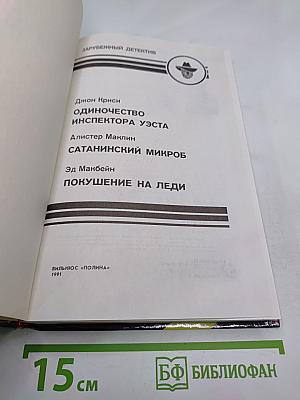 ЗАРУБЕЖНЫЙ ДЕТЕКТИВ
Джон Криси
ОДИНОЧЕСТВО
ИНСПЕКТОРА УЭСТА
Алистер Маклин
САТАНИНСКИЙ МИКРОБ
Эд Макбейн
ПОКУШЕНИЕ НА ЛЕДИ
ВИЛЬНЮС «ПОЛИНА»
1991
15 см
БФ БИБЛИОФАН